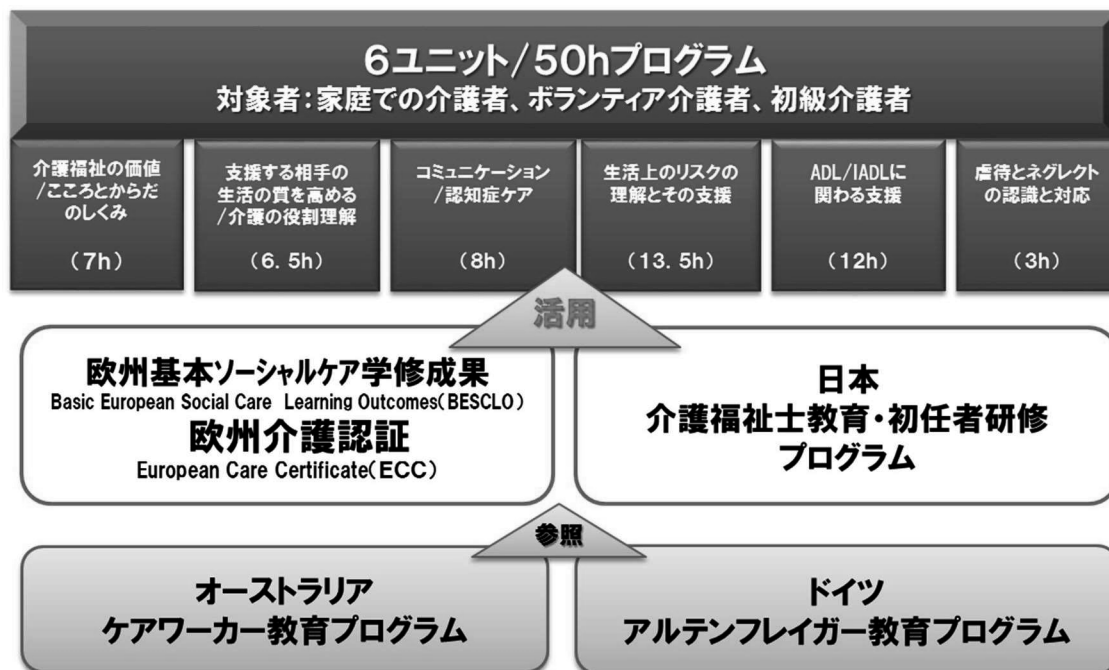 6ユニット/50hプログラム
対象者:家庭での介護者、ボランティア介護者、初級介護者
介護福祉の価値
/こころとからだ
のしくみ
(7h)
支援する相手の
生活の質を高める
/介護の役割理解
(6.5h)
コミュニケーション
/認知症ケア
(8h)
生活上のリスクの
理解とその支援
(13.5h)
ADL/IADLに
関わる支援
(12h)
虐待とネグレクト
の認識と対応
(3h)
活用
欧州基本ソーシャルケア学修成果
Basic European Social Care Learning Outcomes(BESCLO)
欧州介護認証
European Care Certificate(ECC)
日本
介護福祉士教育・初任者研修
プログラム
参照
オーストラリア
ケアワーカー教育プログラム
ドイツ
アルテンフレイガー教育プログラム